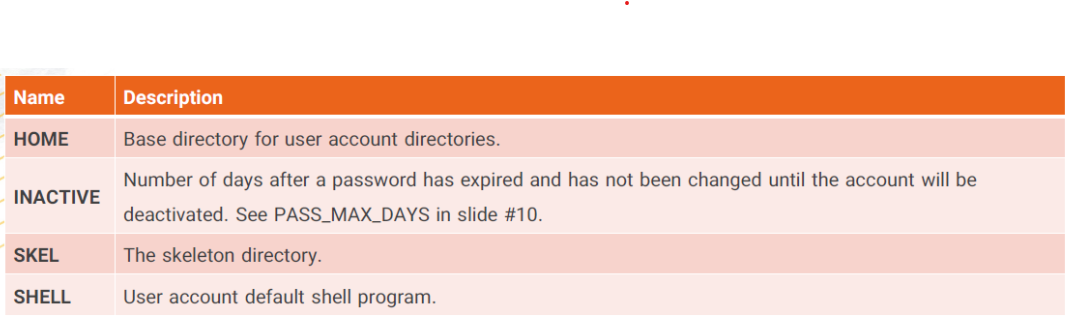 Name Description
HOME Base directory for user account directories.
INACTIVE Number of days after a password has expired and has not been changed until the account will be
deactivated. See PASS_MAX_DAYS in slide #10.
SKEL The skeleton directory.
SHELL User account default shell program.